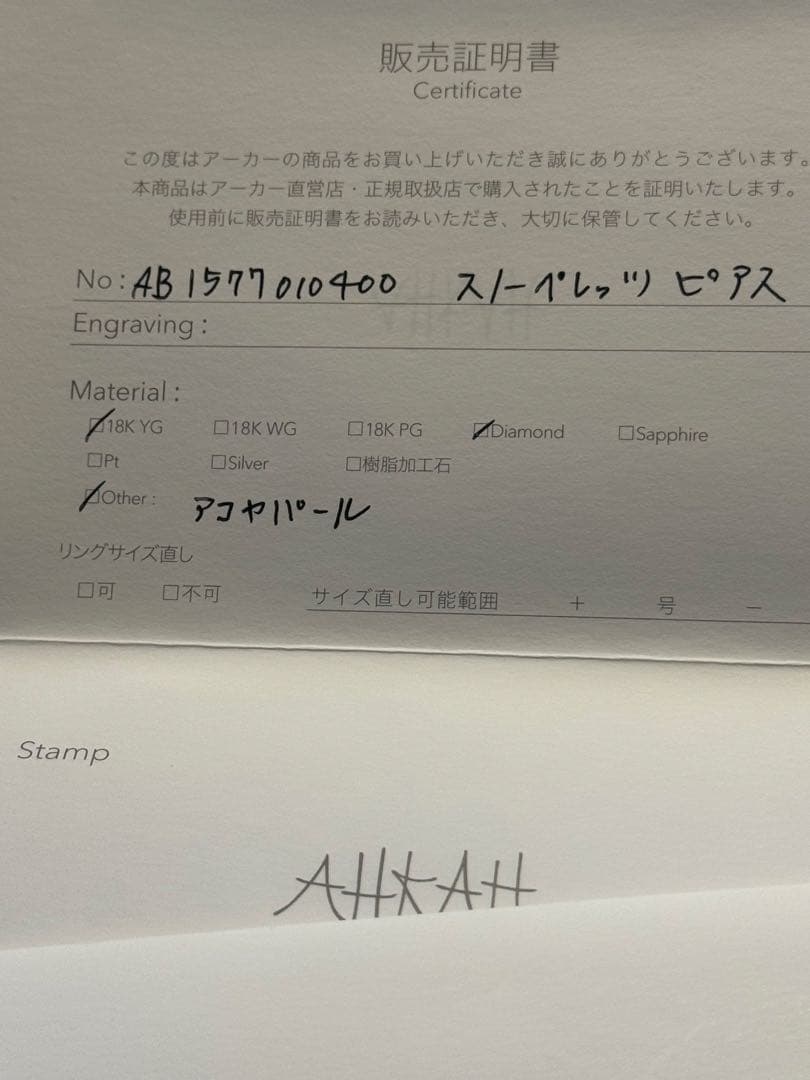 販売証明書
Certificate
この度はアーカーの商品をお買い上げいただき誠にありがとうございます。
本商品はアーカー直営店・正規取扱店で購入されたことを証明いたします。
使用前に販売証明書をお読みいただき、大切に保管してください。
No : AB1577010400 スノーペレッツ ピアス
Engraving :
Material :
☑18K YG □18K WG □18K PG ☑Diamond □Sapphire
□Pt □Silver □樹脂加工石
☑Other : アコヤパール
リングサイズ直し
□可 □不可 サイズ直し可能範囲 + 号 −
Stamp
AHKAH